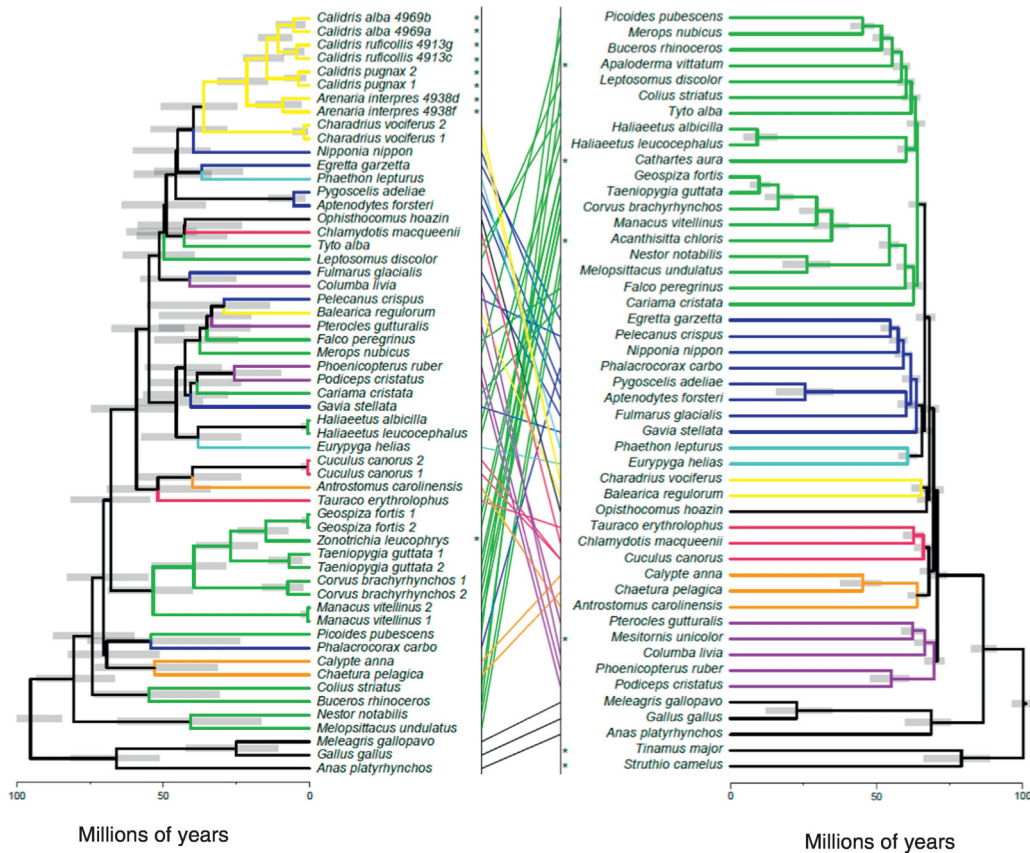 Calidris alba 4969b *
Calidris alba 4969a *
Calidris ruficollis 4913g *
Calidris ruficollis 4913c *
Calidris pugnax 2 *
Calidris pugnax 1 *
Arenaria interpres 4938d *
Arenaria interpres 4938f *
Charadrius vociferus 2
Charadrius vociferus 1
Nipponia nippon
Egretta garzetta
Phaethon lepturus
Pygoscelis adeliae
Aptenodytes forsteri
Ophisthocomus hoazin
Chlamydotis macqueenii
Tyto alba
Leptosomus discolor
Fulmarus glacialis
Columba livia
Pelecanus crispus
Balearica regulorum
Pterocles gutturalis
Falco peregrinus
Merops nubicus
Phoenicopterus ruber
Podiceps cristatus
Cariama cristata
Gavia stellata
Haliaeetus albicilla
Haliaeetus leucocephalus
Eurypyga helias
Cuculus canorus 2
Cuculus canorus 1
Antrostomus carolinensis
Tauraco erythrolophus
Geospiza fortis 1
Geospiza fortis 2
Zonotrichia leucophrys *
Taeniopygia guttata 1
Taeniopygia guttata 2
Corvus brachyrhynchos 1
Corvus brachyrhynchos 2
Manacus vitellinus 2
Manacus vitellinus 1
Picoides pubescens
Phalacrocorax carbo
Calypte anna
Chaetura pelagica
Colius striatus
Buceros rhinoceros
Nestor notabilis
Melopsittacus undulatus
Meleagris gallopavo
Gallus gallus
Anas platyrhynchos
100 50 0
Millions of years
Picoides pubescens
Merops nubicus
Buceros rhinoceros
* Apaloderma vittatum
Leptosomus discolor
Colius striatus
Tyto alba
Haliaeetus albicilla
Haliaeetus leucocephalus
* Cathartes aura
Geospiza fortis
Taeniopygia guttata
Corvus brachyrhynchos
Manacus vitellinus
* Acanthisitta chloris
Nestor notabilis
Melopsittacus undulatus
Falco peregrinus
Cariama cristata
Egretta garzetta
Pelecanus crispus
Nipponia nippon
Phalacrocorax carbo
Pygoscelis adeliae
Aptenodytes forsteri
Fulmarus glacialis
Gavia stellata
Phaethon lepturus
Eurypyga helias
Charadrius vociferus
Balearica regulorum
Opisthocomus hoazin
Tauraco erythrolophus
Chlamydotis macqueenii
Cuculus canorus
Calypte anna
Chaetura pelagica
Antrostomus carolinensis
Pterocles gutturalis
* Mesitornis unicolor
Columba livia
Phoenicopterus ruber
Podiceps cristatus
Meleagris gallopavo
Gallus gallus
Anas platyrhynchos
* Tinamus major
* Struthio camelus
0 50 100
Millions of years